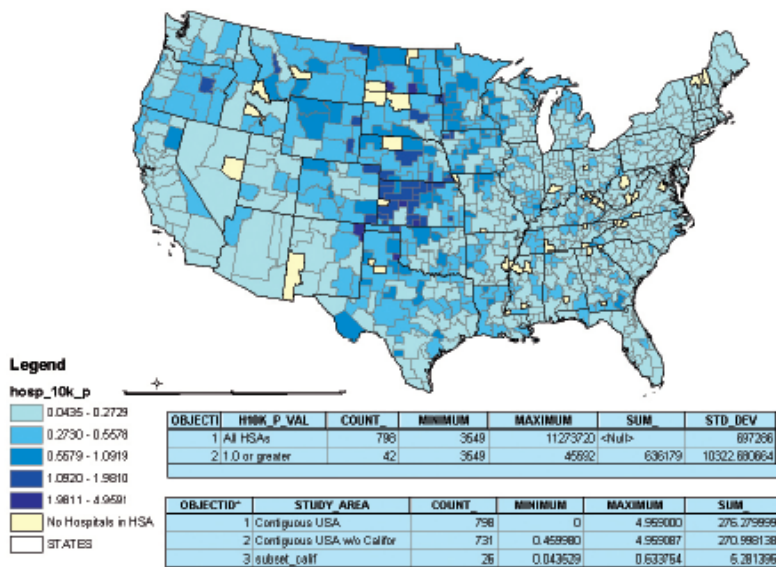 Legend
hosp_10k_p
0.0435 - 0.2729
0.2730 - 0.5578
0.5579 - 1.0919
1.0920 - 1.9810
1.9811 - 4.9591
No Hospitals in HSA
STATES
OBJECTI H10K_P_VAL COUNT_ MINIMUM MAXIMUM SUM_ STD_DEV
1 All HSAs 798 3549 11273720 <Null> 697266
2 1.0 or greater 42 3549 45592 636179 10322.680664
OBJECTID* STUDY_AREA COUNT_ MINIMUM MAXIMUM SUM_
1 Contiguous USA 798 0 4.959000 276.279999
2 Contiguous USA w/o Califor 731 0.459980 4.959087 270.998138
3 subset_calif 26 0.043529 0.633764 5.281396